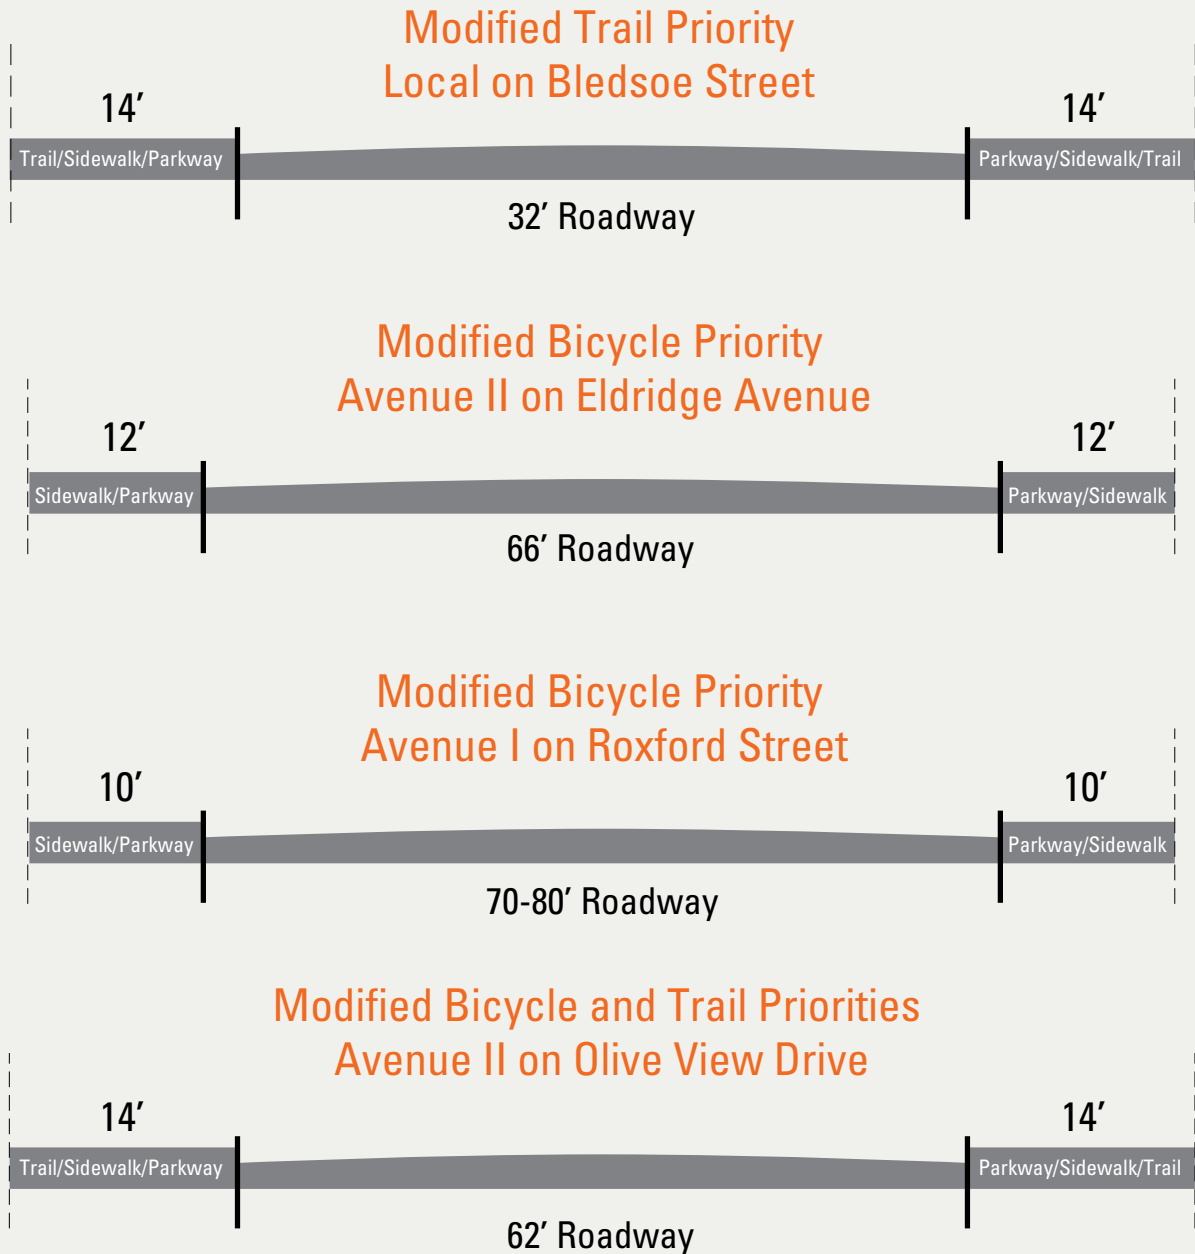 Modified Trail Priority
Local on Bledsoe Street
14′ 14′
Trail/Sidewalk/Parkway Parkway/Sidewalk/Trail
32′ Roadway
Modified Bicycle Priority
Avenue II on Eldridge Avenue
12′ 12′
Sidewalk/Parkway Parkway/Sidewalk
66′ Roadway
Modified Bicycle Priority
Avenue I on Roxford Street
10′ 10′
Sidewalk/Parkway Parkway/Sidewalk
70-80′ Roadway
Modified Bicycle and Trail Priorities
Avenue II on Olive View Drive
14′ 14′
Trail/Sidewalk/Parkway Parkway/Sidewalk/Trail
62′ Roadway